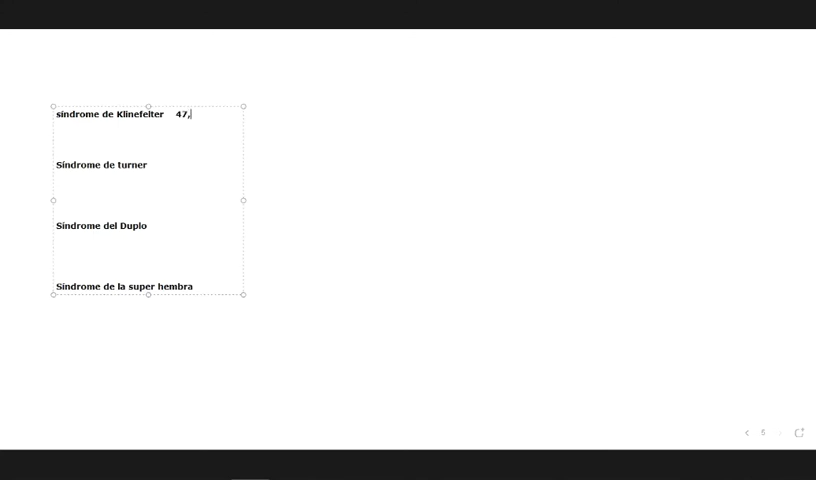 síndrome de Klinefelter 47,
Síndrome de turner
Síndrome del Duplo
Síndrome de la super hembra
5